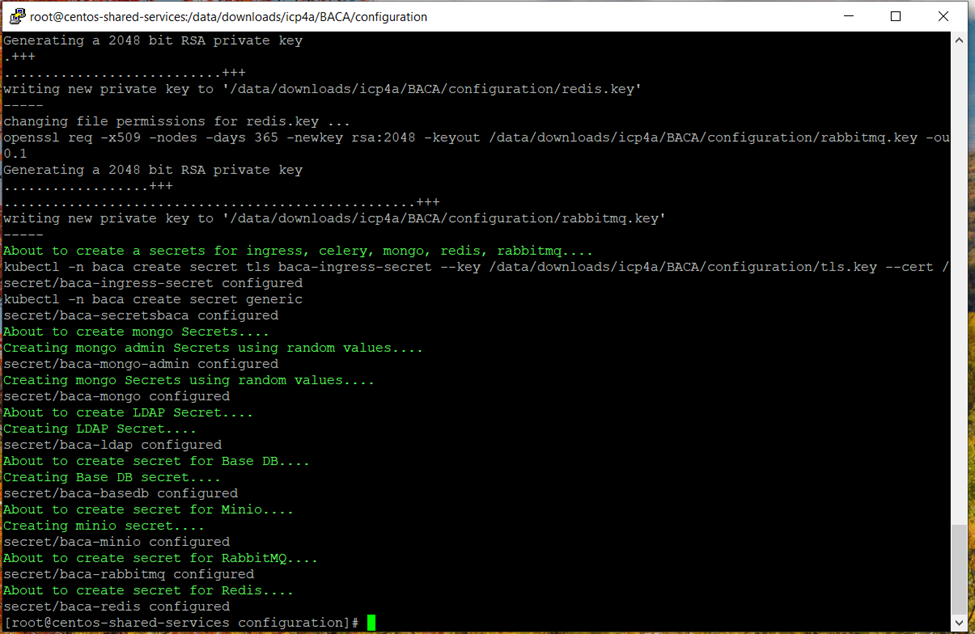 root@centos-shared-services:/data/downloads/icp4a/BACA/configuration
Generating a 2048 bit RSA private key
.+++
...........................+++
writing new private key to '/data/downloads/icp4a/BACA/configuration/redis.key'
-----
changing file permissions for redis.key ...
openssl req -x509 -nodes -days 365 -newkey rsa:2048 -keyout /data/downloads/icp4a/BACA/configuration/rabbitmq.key -ou
0.1
Generating a 2048 bit RSA private key
..................+++
...................................................+++
writing new private key to '/data/downloads/icp4a/BACA/configuration/rabbitmq.key'
-----
About to create a secrets for ingress, celery, mongo, redis, rabbitmq....
kubectl -n baca create secret tls baca-ingress-secret --key /data/downloads/icp4a/BACA/configuration/tls.key --cert /
secret/baca-ingress-secret configured
kubectl -n baca create secret generic
secret/baca-secretsbaca configured
About to create mongo Secrets....
Creating mongo admin Secrets using random values....
secret/baca-mongo-admin configured
Creating mongo Secrets using random values....
secret/baca-mongo configured
About to create LDAP Secret....
Creating LDAP Secret....
secret/baca-ldap configured
About to create secret for Base DB....
Creating Base DB secret....
secret/baca-basedb configured
About to create secret for Minio....
Creating minio secret....
secret/baca-minio configured
About to create secret for RabbitMQ....
secret/baca-rabbitmq configured
About to create secret for Redis....
secret/baca-redis configured
[root@centos-shared-services configuration]#